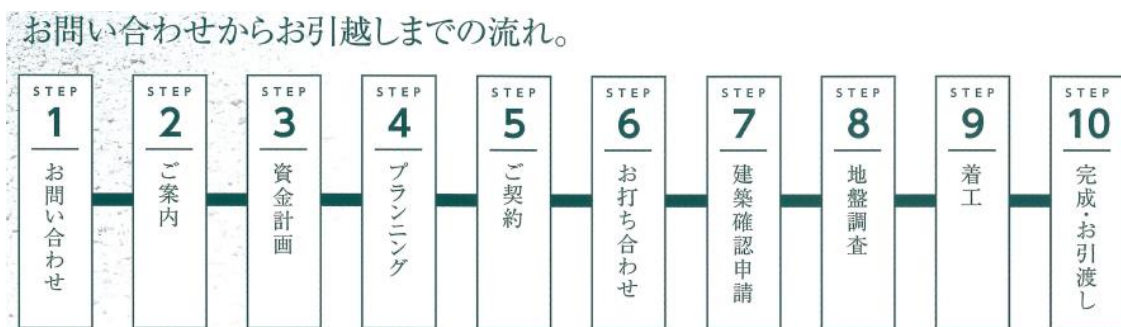 お問い合わせからお引越しまでの流れ。
STEP
1
お問い合わせ
STEP
2
ご案内
STEP
3
資金計画
STEP
4
プランニング
STEP
5
ご契約
STEP
6
お打ち合わせ
STEP
7
建築確認申請
STEP
8
地盤調査
STEP
9
着工
STEP
10
完成・お引渡し